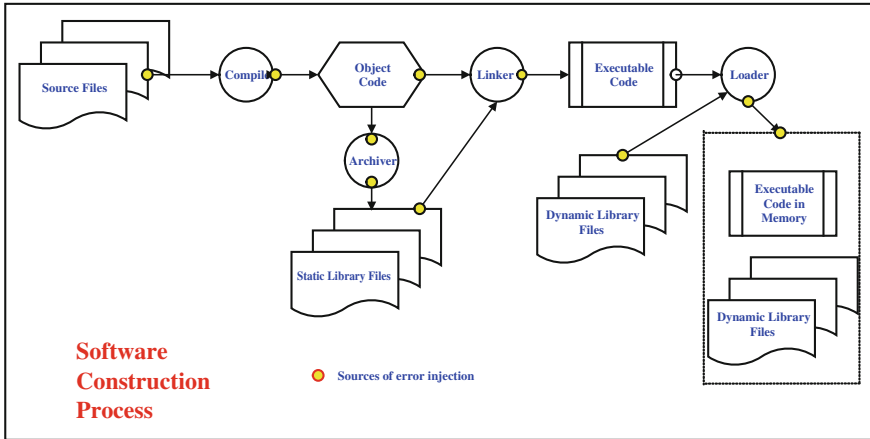 Source Files
Compile
Object
Code
Linker
Executable
Code
Loader
Archiver
Static Library Files
Dynamic Library
Files
Executable
Code in
Memory
Dynamic Library
Files
Software
Construction
Process
Sources of error injection